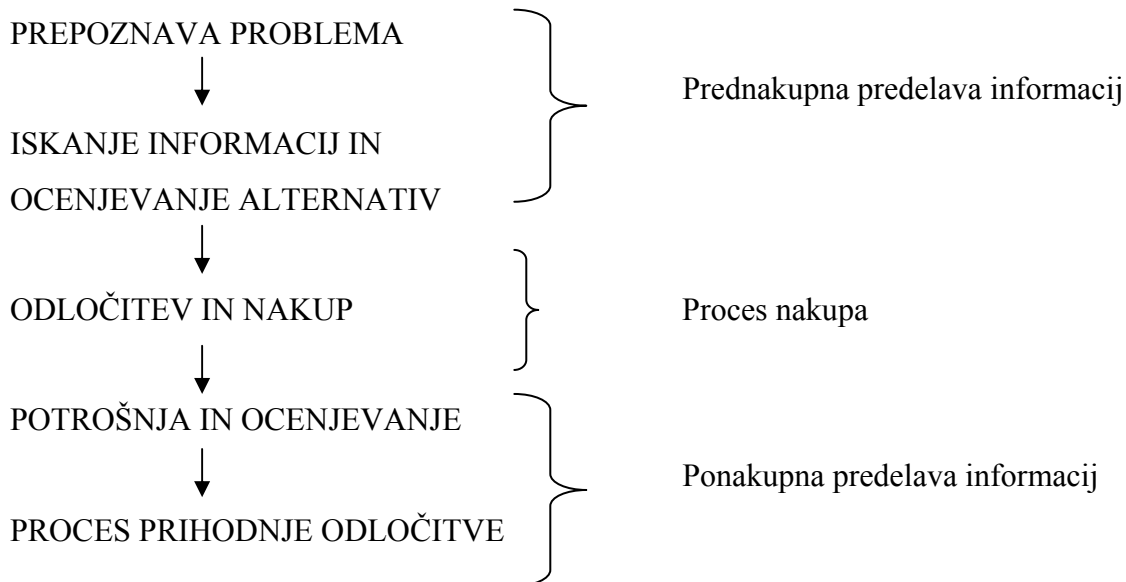 PREPOZNAVA PROBLEMA
Prednakupna predelava informacij
ISKANJE INFORMACIJ IN
OCENJEVANJE ALTERNATIV
ODLOČITEV IN NAKUP
Proces nakupa
POTROŠNJA IN OCENJEVANJE
Ponakupna predelava informacij
PROCES PRIHODNJE ODLOČITVE